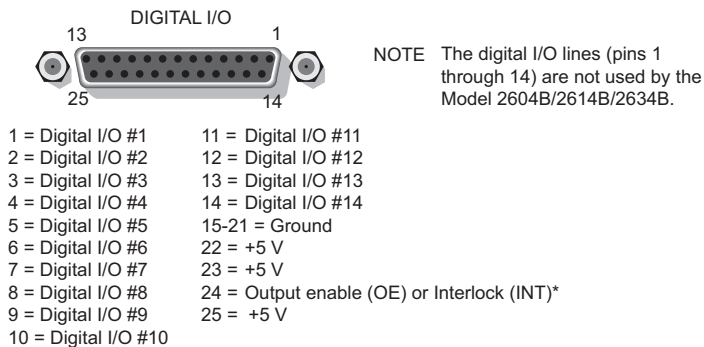 DIGITAL I/O
13 1
25 14
NOTE The digital I/O lines (pins 1
through 14) are not used by the
Model 2604B/2614B/2634B.
1 = Digital I/O #1
2 = Digital I/O #2
3 = Digital I/O #3
4 = Digital I/O #4
5 = Digital I/O #5
6 = Digital I/O #6
7 = Digital I/O #7
8 = Digital I/O #8
9 = Digital I/O #9
10 = Digital I/O #10
11 = Digital I/O #11
12 = Digital I/O #12
13 = Digital I/O #13
14 = Digital I/O #14
15-21 = Ground
22 = +5 V
23 = +5 V
24 = Output enable (OE) or Interlock (INT)*
25 = +5 V